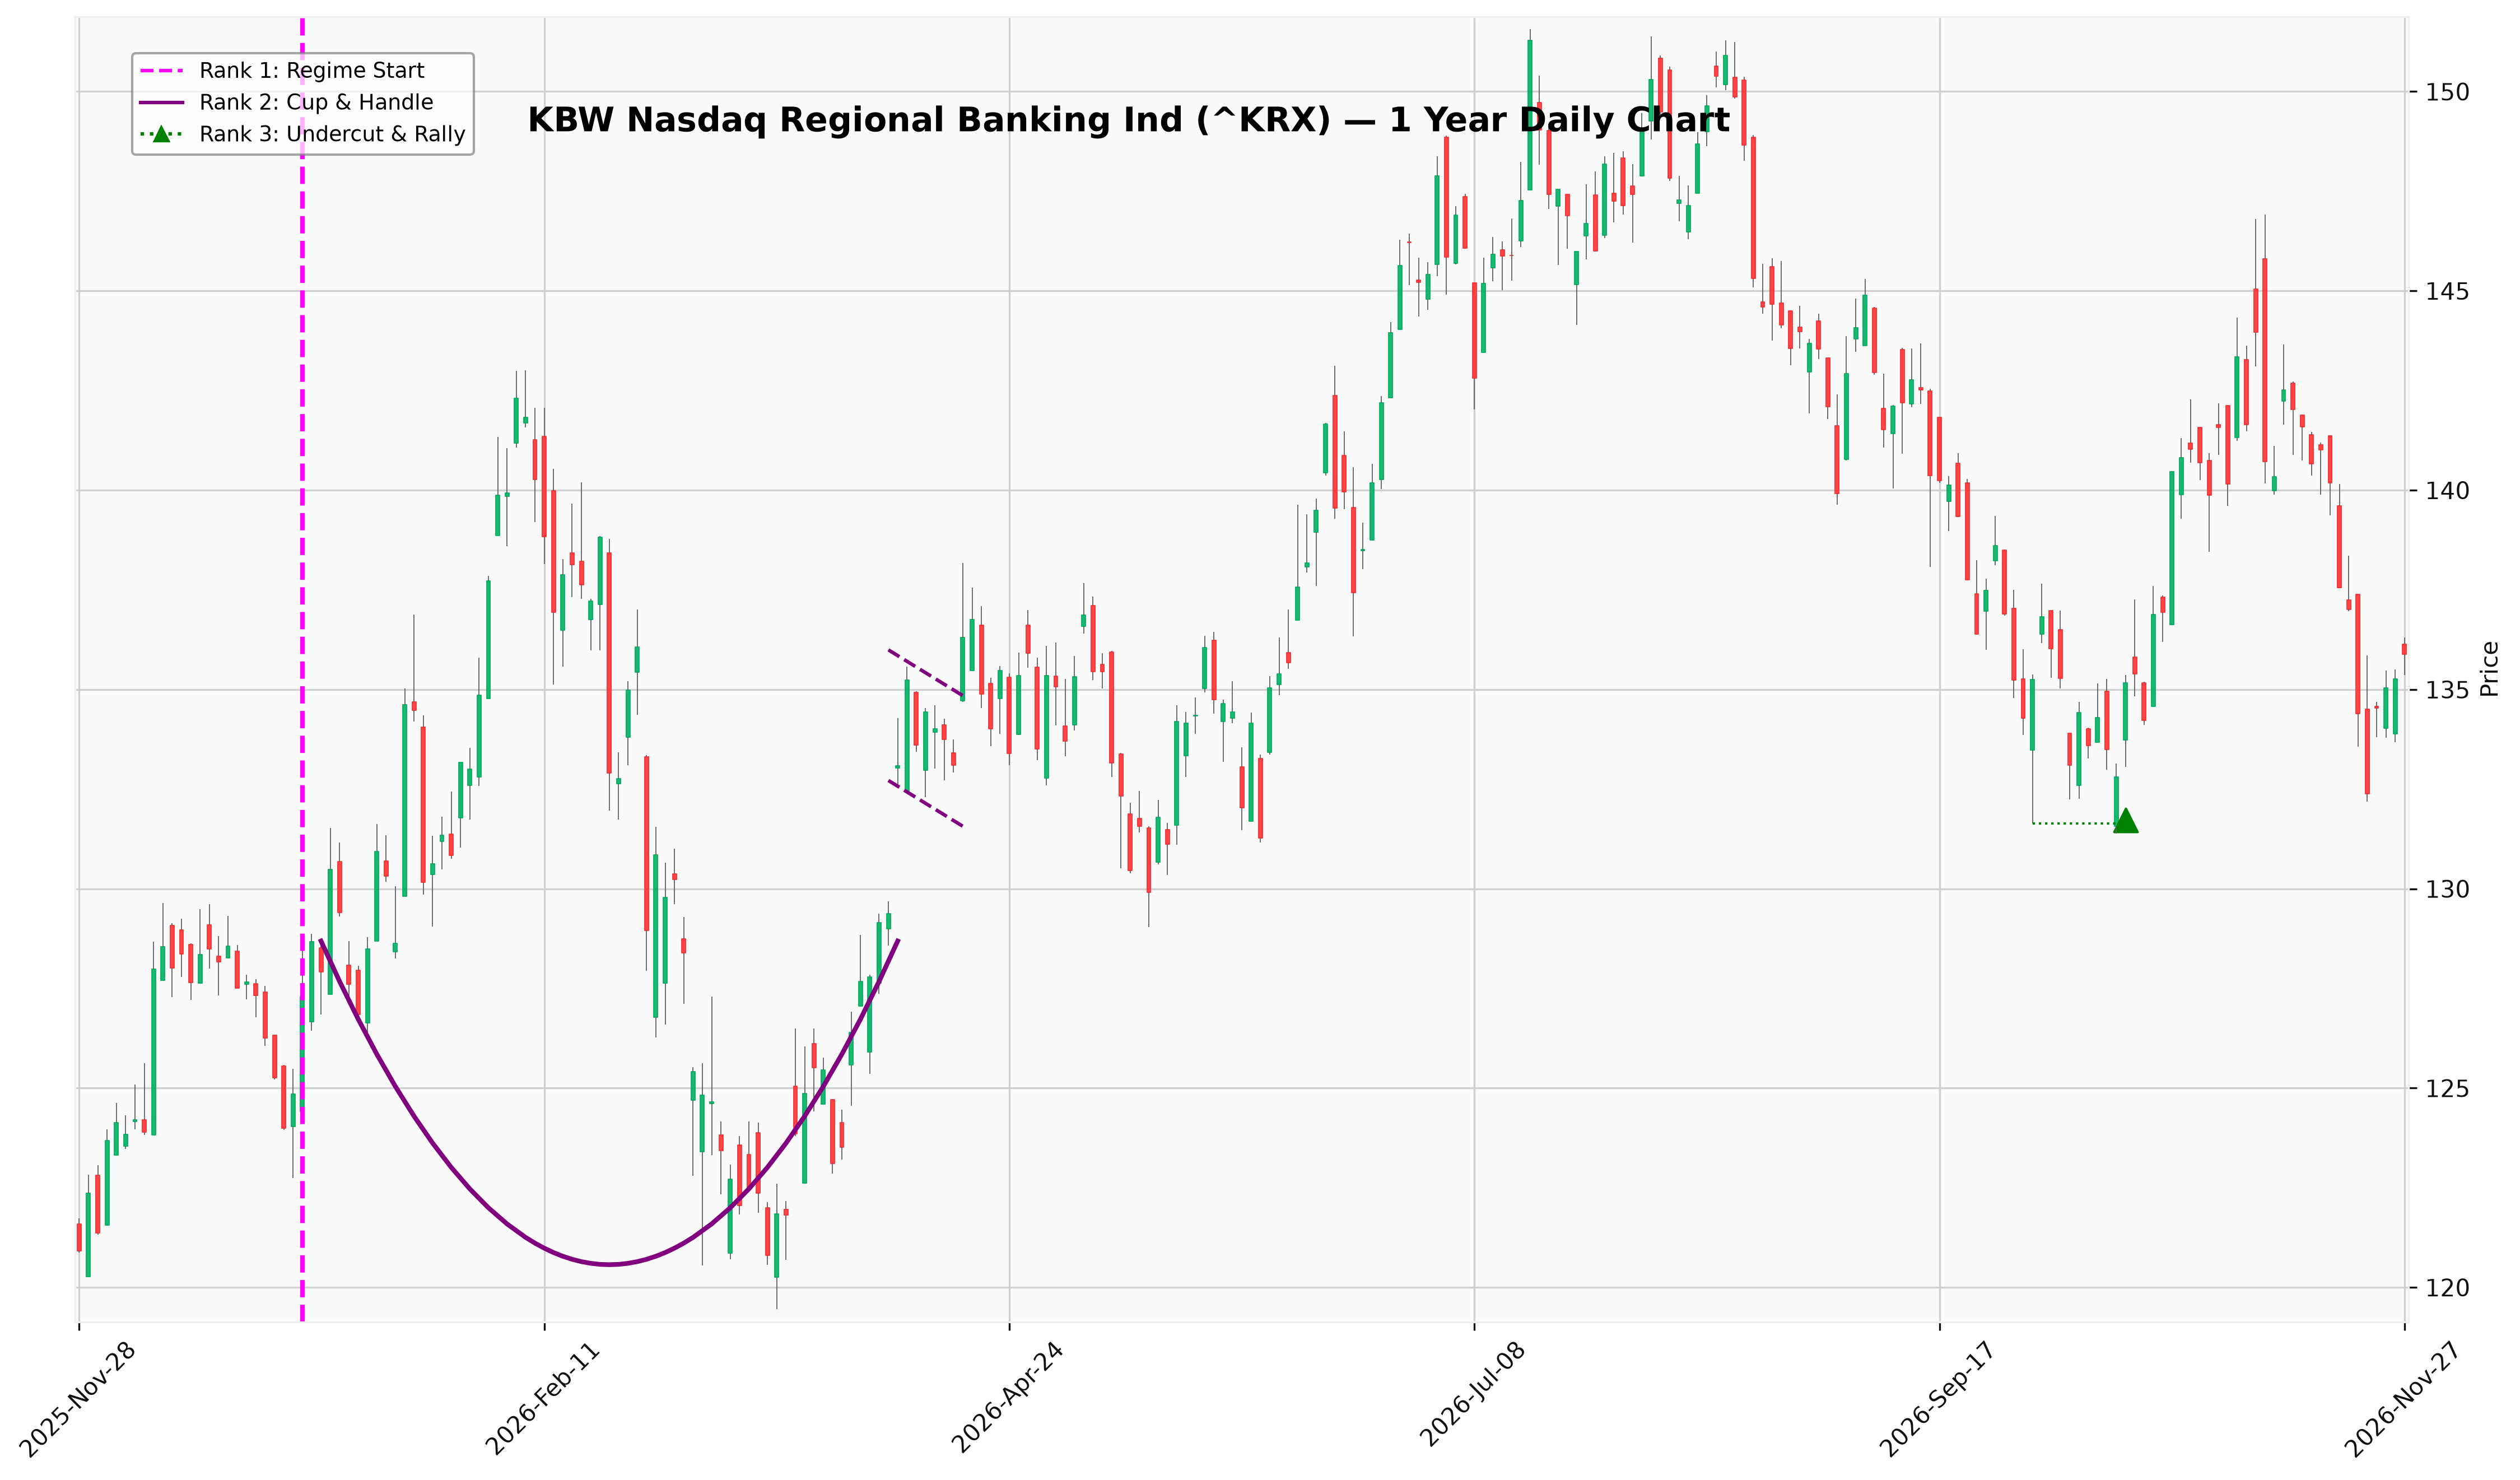 Rank 1: Regime Start
Rank 2: Cup & Handle
Rank 3: Undercut & Rally
KBW Nasdaq Regional Banking Ind (^KRX) — 1 Year Daily Chart
150
145
140
135
130
125
120
Price
2025-Nov-28
2026-Feb-11
2026-Apr-24
2026-Jul-08
2026-Sep-17
2026-Nov-27